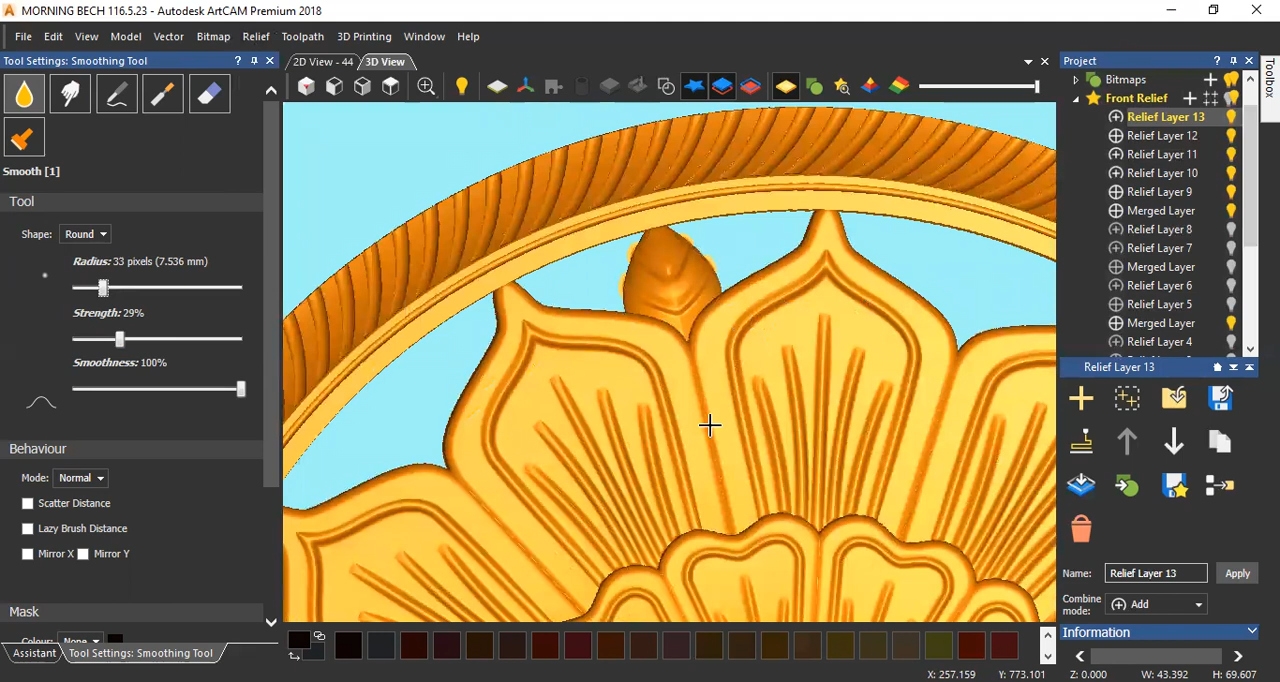 MORNING BECH 116.5.23 - Autodesk ArtCAM Premium 2018
File Edit View Model Vector Bitmap Relief Toolpath 3D Printing Window Help
Tool Settings: Smoothing Tool ?
2D View - 44 3D View
Project ?
Toolbox
Bitmaps
Front Relief
Relief Layer 13
Relief Layer 12
Relief Layer 11
Relief Layer 10
Relief Layer 9
Merged Layer
Relief Layer 8
Relief Layer 7
Merged Layer
Relief Layer 6
Relief Layer 5
Merged Layer
Relief Layer 4
Smooth [1]
Tool
Shape: Round
Radius: 33 pixels (7.536 mm)
Strength: 29%
Smoothness: 100%
Behaviour
Mode: Normal
Scatter Distance
Lazy Brush Distance
Mirror X Mirror Y
Mask
Colour: None
Assistant Tool Settings: Smoothing Tool
Relief Layer 13
Name: Relief Layer 13 Apply
Combine mode: Add
Information
X: 257.159 Y: 773.101 Z: 0.000 W: 43.392 H: 69.607